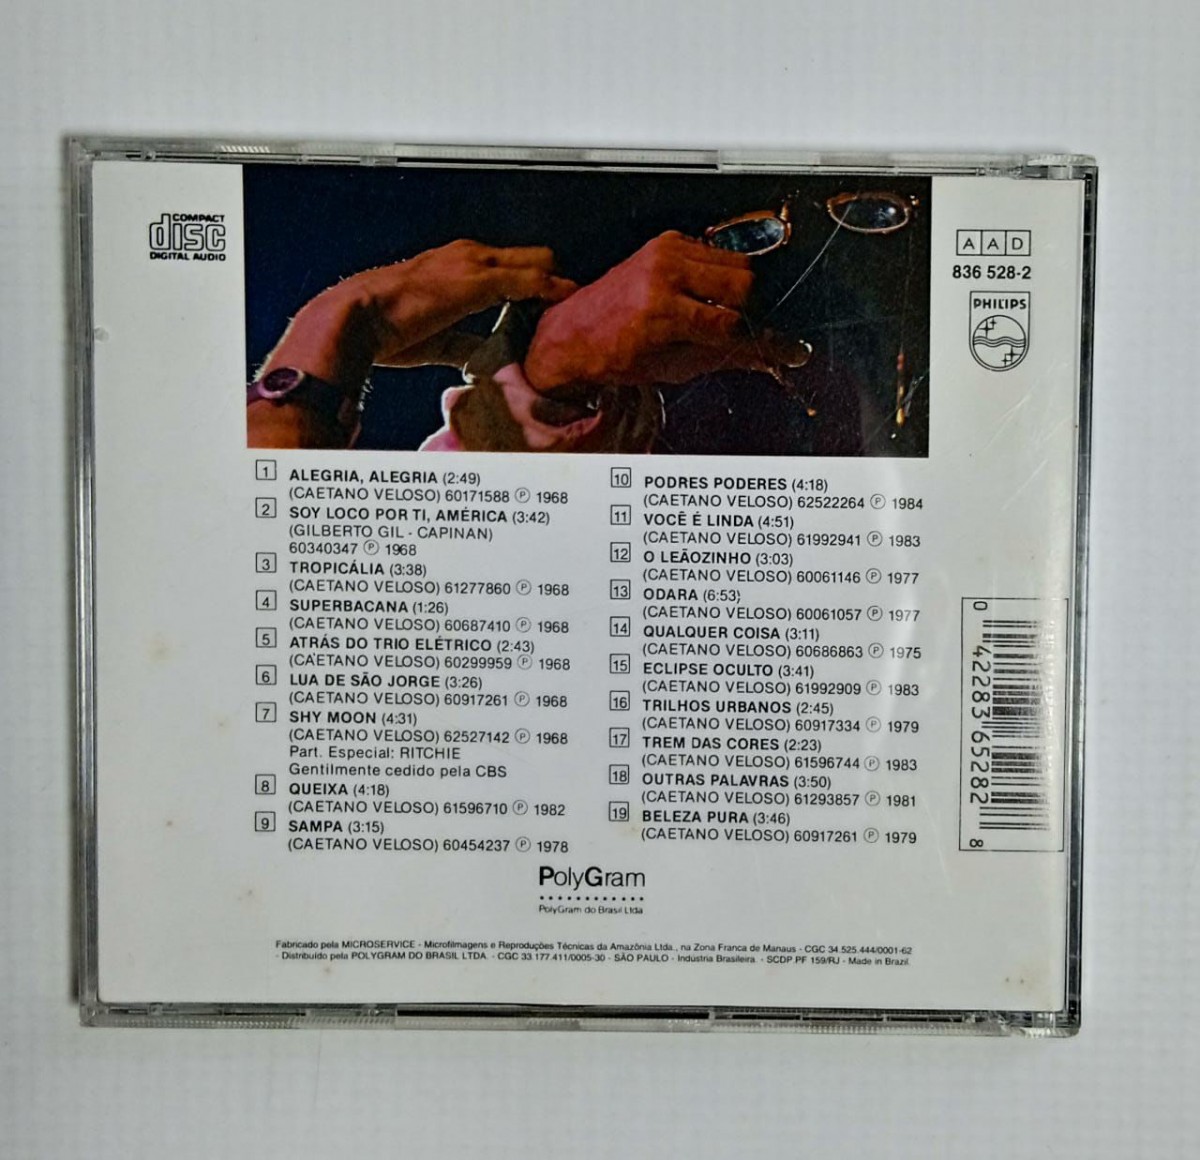 COMPACT
disc
DIGITAL AUDIO
A A D
836 528-2
PHILIPS
1 ALEGRIA, ALEGRIA (2:49)
(CAETANO VELOSO) 60171588 ℗ 1968
2 SOY LOCO POR TI, AMÉRICA (3:42)
(GILBERTO GIL - CAPINAN)
60340347 ℗ 1968
3 TROPICÁLIA (3:38)
(CAETANO VELOSO) 61277860 ℗ 1968
4 SUPERBACANA (1:26)
(CAETANO VELOSO) 60687410 ℗ 1968
5 ATRÁS DO TRIO ELÉTRICO (2:43)
(CAETANO VELOSO) 60299959 ℗ 1968
6 LUA DE SÃO JORGE (3:26)
(CAETANO VELOSO) 60917261 ℗ 1968
7 SHY MOON (4:31)
(CAETANO VELOSO) 62527142 ℗ 1968
Part. Especial: RITCHIE
Gentilmente cedido pela CBS
8 QUEIXA (4:18)
(CAETANO VELOSO) 61596710 ℗ 1982
9 SAMPA (3:15)
(CAETANO VELOSO) 60454237 ℗ 1978
10 PODRES PODERES (4:18)
(CAETANO VELOSO) 62522264 ℗ 1984
11 VOCÊ É LINDA (4:51)
(CAETANO VELOSO) 61992941 ℗ 1983
12 O LEÃOZINHO (3:03)
(CAETANO VELOSO) 60061146 ℗ 1977
13 ODARA (6:53)
(CAETANO VELOSO) 60061057 ℗ 1977
14 QUALQUER COISA (3:11)
(CAETANO VELOSO) 60686863 ℗ 1975
15 ECLIPSE OCULTO (3:41)
(CAETANO VELOSO) 61992909 ℗ 1983
16 TRILHOS URBANOS (2:45)
(CAETANO VELOSO) 60917334 ℗ 1979
17 TREM DAS CORES (2:23)
(CAETANO VELOSO) 61596744 ℗ 1983
18 OUTRAS PALAVRAS (3:50)
(CAETANO VELOSO) 61293857 ℗ 1981
19 BELEZA PURA (3:46)
(CAETANO VELOSO) 60917261 ℗ 1979
0 42283 65282 8
PolyGram
PolyGram do Brasil Ltda
Fabricado pela MICROSERVICE - Microfilmagens e Reproduções Técnicas da Amazônia Ltda., na Zona Franca de Manaus - CGC 34.525.444/0001-62
- Distribuído pela POLYGRAM DO BRASIL LTDA. - CGC 33.177.411/0005-30 - SÃO PAULO - Indústria Brasileira. - SCDP PF 159/RJ - Made in Brazil